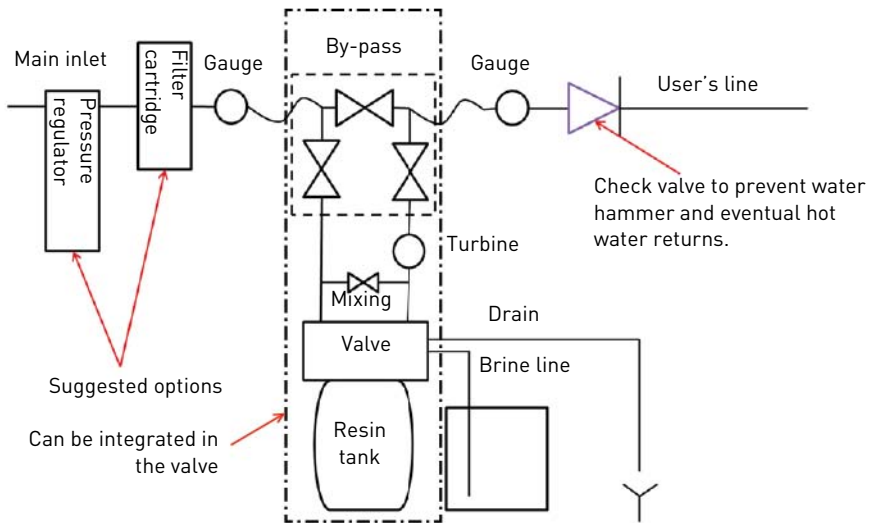 Main inlet
Pressure
regulator
Filter
cartridge
Gauge
By-pass
Gauge
User's line
Check valve to prevent water
hammer and eventual hot
water returns.
Turbine
Mixing
Valve
Drain
Brine line
Suggested options
Can be integrated in
the valve
Resin
tank